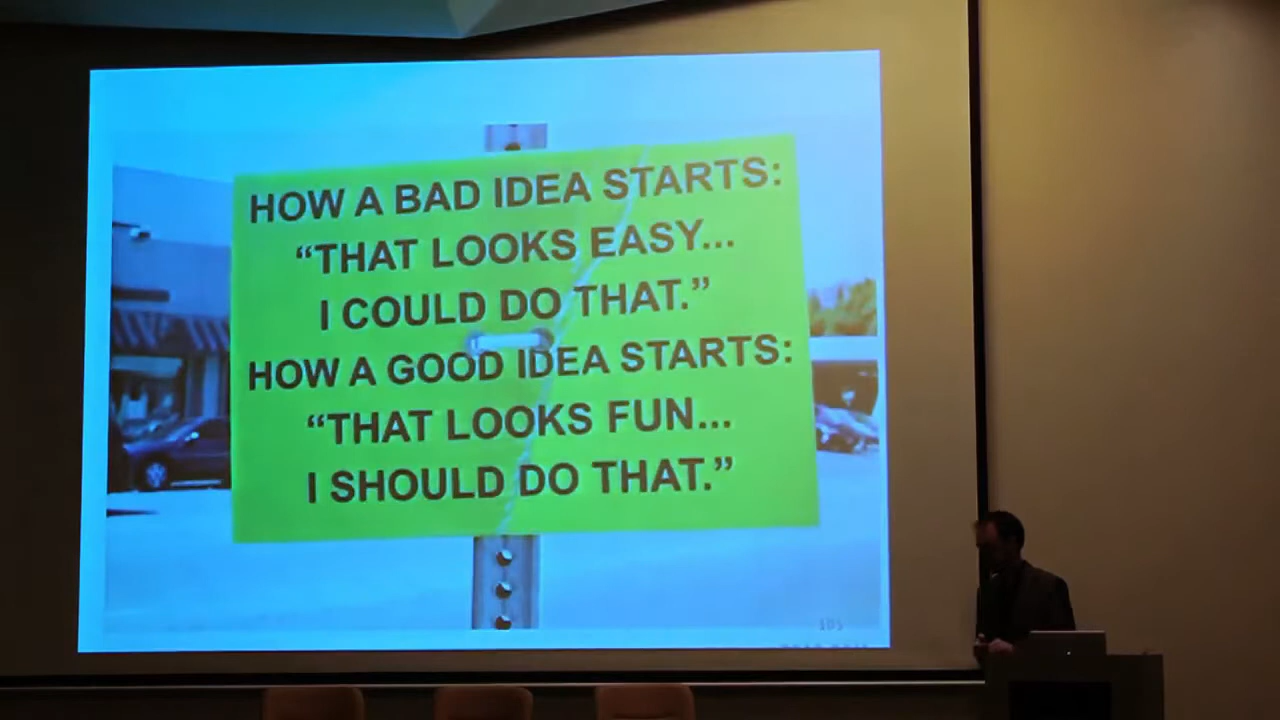 HOW A BAD IDEA STARTS:
“THAT LOOKS EASY...
I COULD DO THAT.”
HOW A GOOD IDEA STARTS:
“THAT LOOKS FUN...
I SHOULD DO THAT.”
105